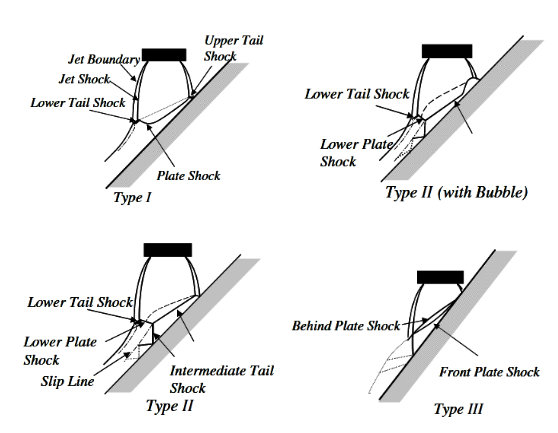 Upper Tail
Shock
Jet Boundary
Jet Shock
Lower Tail Shock
Plate Shock
Type I
Lower Tail Shock
Lower Plate
Shock
Type II (with Bubble)
Lower Tail Shock
Lower Plate
Shock
Slip Line
Intermediate Tail
Shock
Type II
Behind Plate Shock
Front Plate Shock
Type III